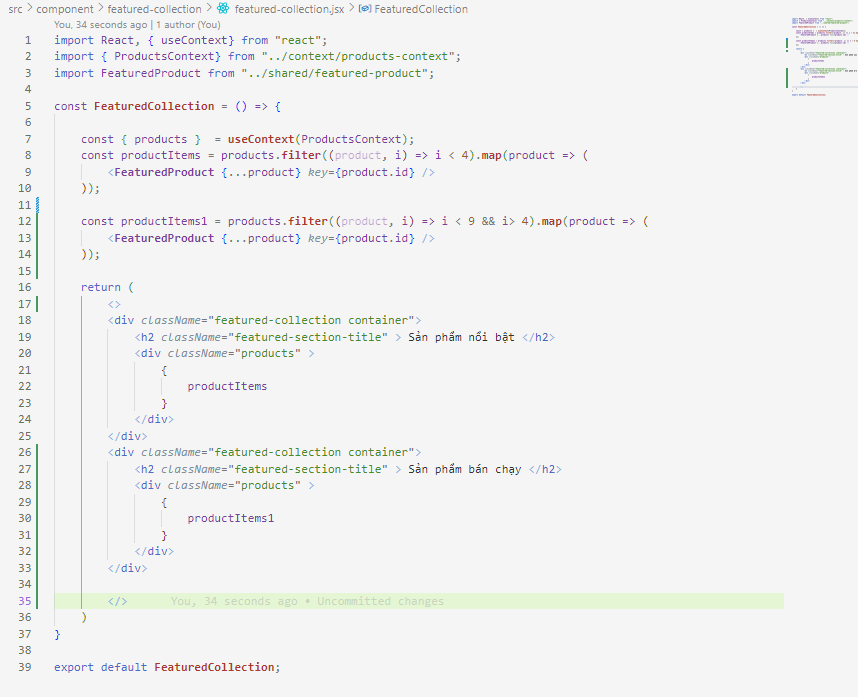 src > component > featured-collection > featured-collection.jsx > FeaturedCollection
You, 34 seconds ago | 1 author (You)
1 import React, { useContext} from "react";
2 import { ProductsContext} from "../context/products-context";
3 import FeaturedProduct from "../shared/featured-product";
4
5 const FeaturedCollection = () => {
6
7 const { products }  = useContext(ProductsContext);
8 const productItems = products.filter((product, i) => i < 4).map(product => (
9 <FeaturedProduct {...product} key={product.id} />
10 ));
11
12 const productItems1 = products.filter((product, i) => i < 9 && i> 4).map(product => (
13 <FeaturedProduct {...product} key={product.id} />
14 ));
15
16 return (
17 <>
18 <div className="featured-collection container">
19 <h2 className="featured-section-title" > Sản phẩm nổi bật </h2>
20 <div className="products" >
21 {
22 productItems
23 }
24 </div>
25 </div>
26 <div className="featured-collection container">
27 <h2 className="featured-section-title" > Sản phẩm bán chạy </h2>
28 <div className="products" >
29 {
30 productItems1
31 }
32 </div>
33 </div>
34
35 </> You, 34 seconds ago • Uncommitted changes
36 )
37 }
38
39 export default FeaturedCollection;